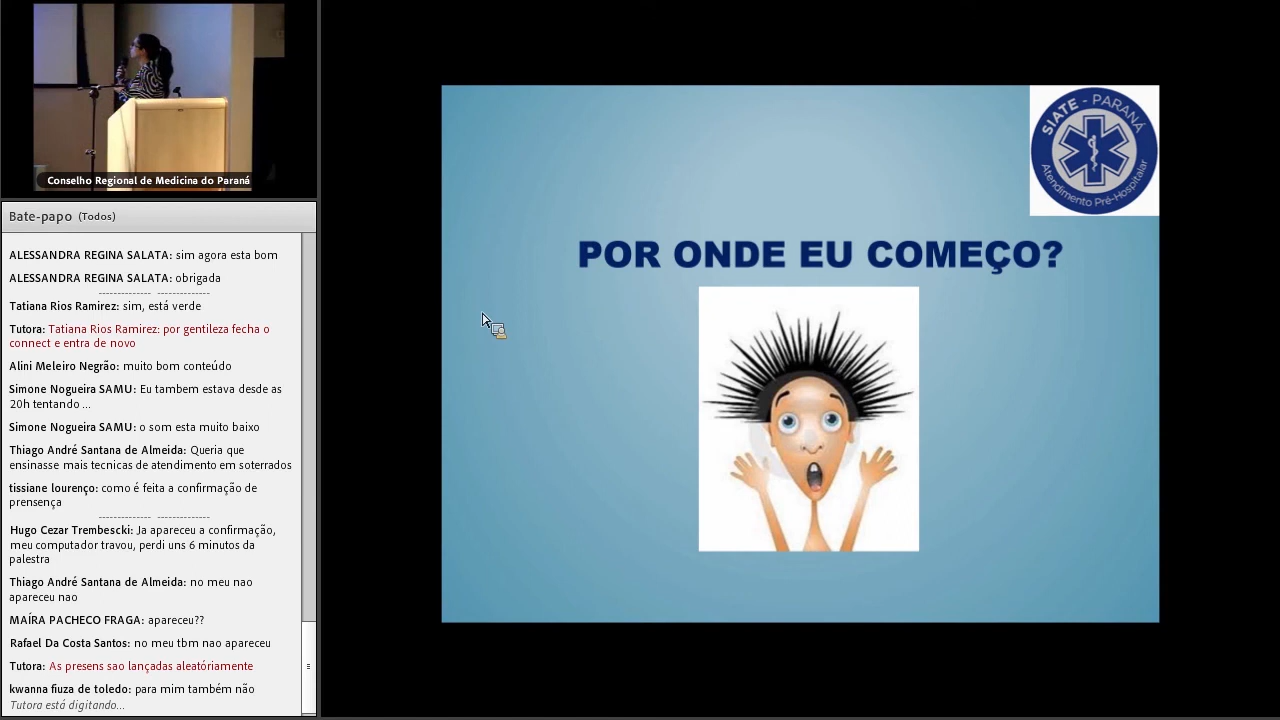 Conselho Regional de Medicina do Paraná
Bate-papo (Todos)
ALESSANDRA REGINA SALATA: sim agora esta bom
ALESSANDRA REGINA SALATA: obrigada
-------------- --------------
Tatiana Rios Ramirez: sim, está verde
Tutora: Tatiana Rios Ramirez: por gentileza fecha o
connect e entra de novo
Alini Meleiro Negrão: muito bom conteúdo
Simone Nogueira SAMU: Eu tambem estava desde as
20h tentando ...
Simone Nogueira SAMU: o som esta muito baixo
Thiago André Santana de Almeida: Queria que
ensinasse mais tecnicas de atendimento em soterrados
tissiane lourenço: como é feita a confirmação de
prensença
-------------- --------------
Hugo Cezar Trembescki: Ja apareceu a confirmação,
meu computador travou, perdi uns 6 minutos da
palestra
Thiago André Santana de Almeida: no meu nao
apareceu nao
MAÍRA PACHECO FRAGA: apareceu??
Rafael Da Costa Santos: no meu tbm nao apareceu
Tutora: As presens sao lançadas aleatóriamente
kwanna fiuza de toledo: para mim também não
Tutora está digitando...
SIATE - PARANÁ
Atendimento Pré-Hospitalar
POR ONDE EU COMEÇO?